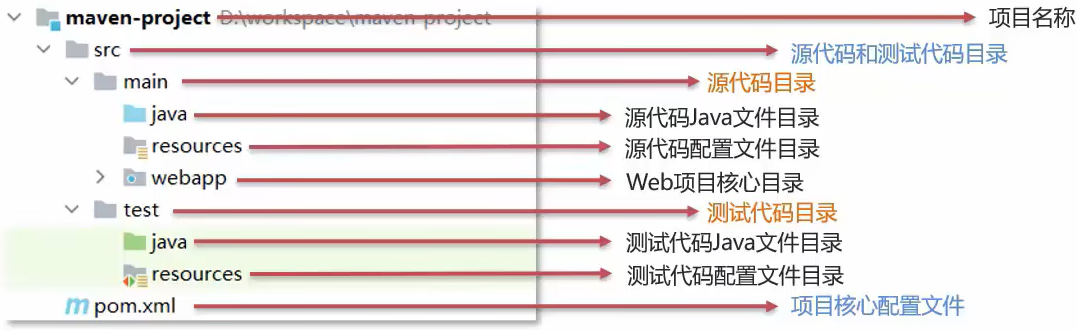 maven-project D:\workspace\maven-project 项目名称
src 源代码和测试代码目录
main 源代码目录
java 源代码Java文件目录
resources 源代码配置文件目录
webapp Web项目核心目录
test 测试代码目录
java 测试代码Java文件目录
resources 测试代码配置文件目录
pom.xml 项目核心配置文件